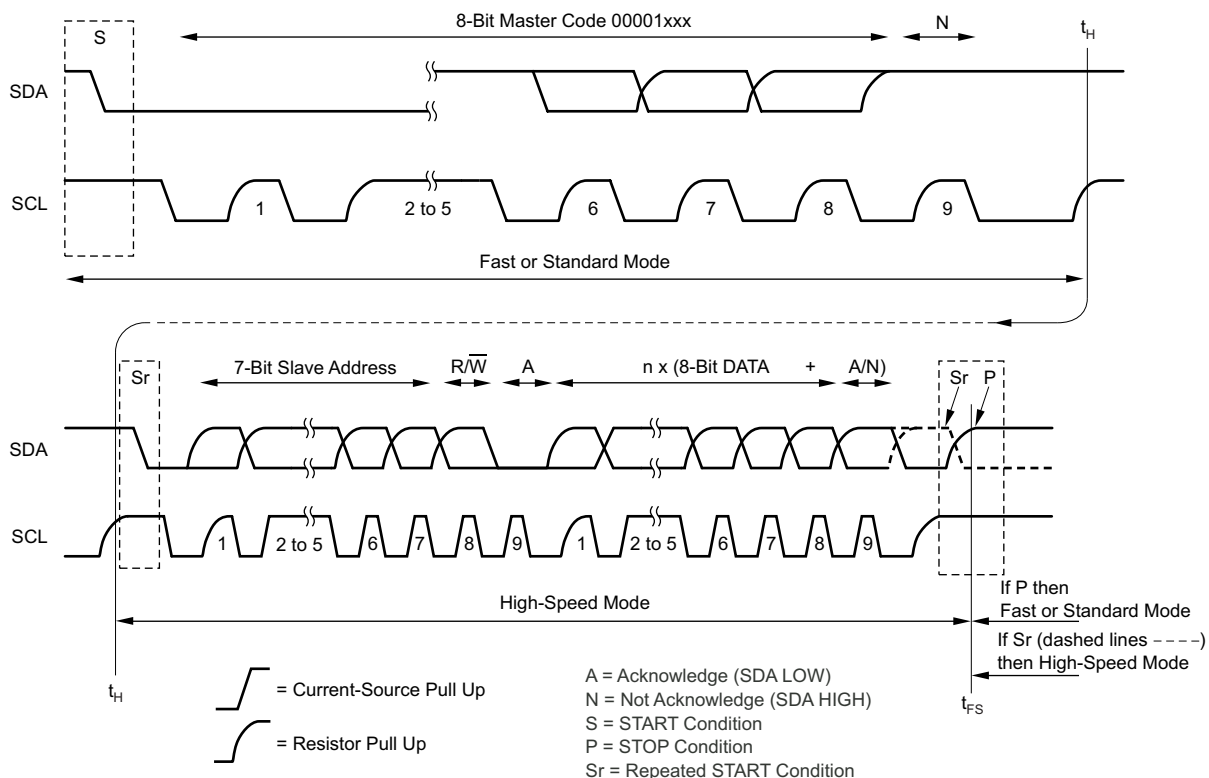 8-Bit Master Code 00001xxx
N
tH
S
SDA
SCL
1
2 to 5
6
7
8
9
Fast or Standard Mode
7-Bit Slave Address
R/W̅
A
n x (8-Bit DATA + A/N)
Sr
Sr P
SDA
SCL
1 2 to 5 6 7 8 9 1 2 to 5 6 7 8 9
High-Speed Mode
If P then
Fast or Standard Mode
If Sr (dashed lines ----)
then High-Speed Mode
tH
tFS
= Current-Source Pull Up
= Resistor Pull Up
A = Acknowledge (SDA LOW)
N = Not Acknowledge (SDA HIGH)
S = START Condition
P = STOP Condition
Sr = Repeated START Condition